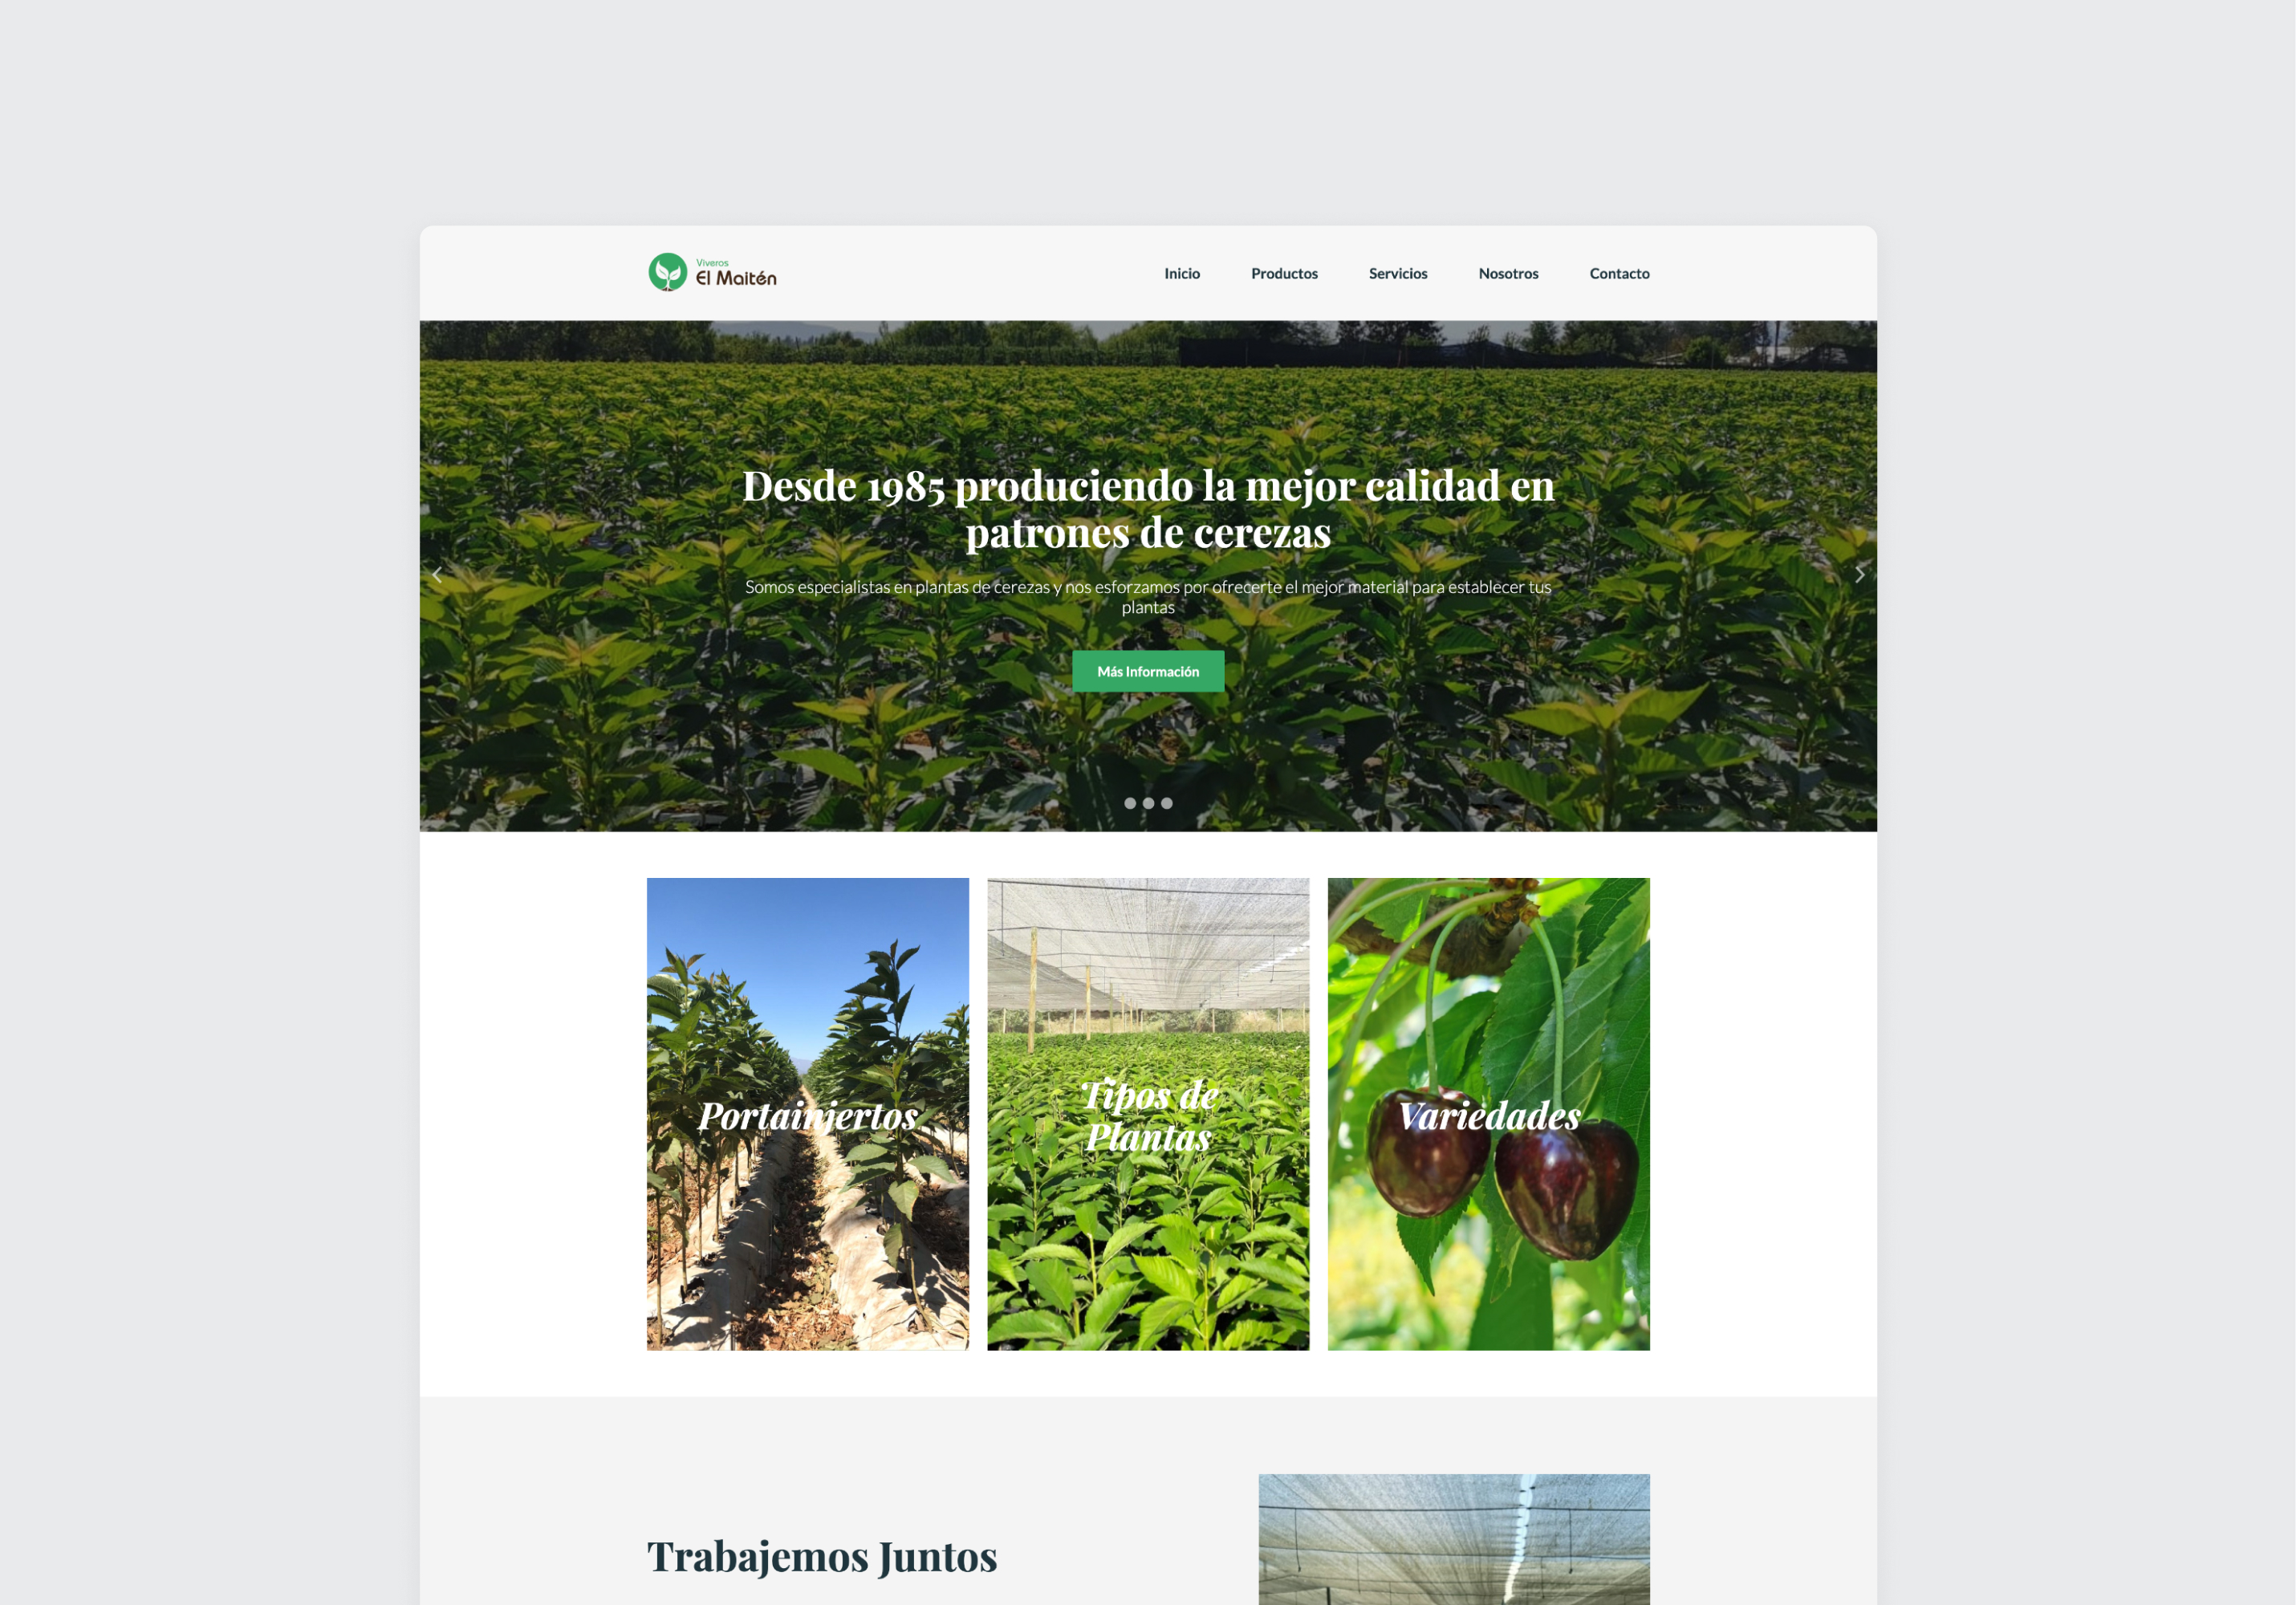 Viveros
El Maitén
Inicio Productos Servicios Nosotros Contacto
Desde 1985 produciendo la mejor calidad en
patrones de cerezas
Somos especialistas en plantas de cerezas y nos esforzamos por ofrecerte el mejor material para establecer tus
plantas
Más Información
Portainjertos
Tipos de
Plantas
Variedades
Trabajemos Juntos